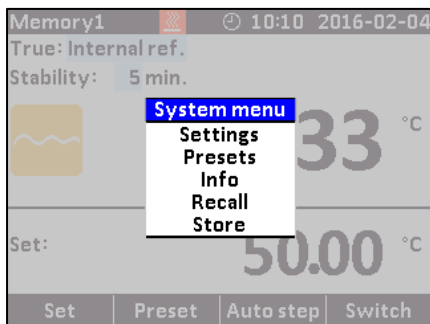 Memory1 10:10 2016-02-04
True: Internal ref.
Stability: 5 min.
System menu
Settings
Presets
Info
Recall
Store
33 °C
Set: 50.00 °C
Set Preset Auto step Switch